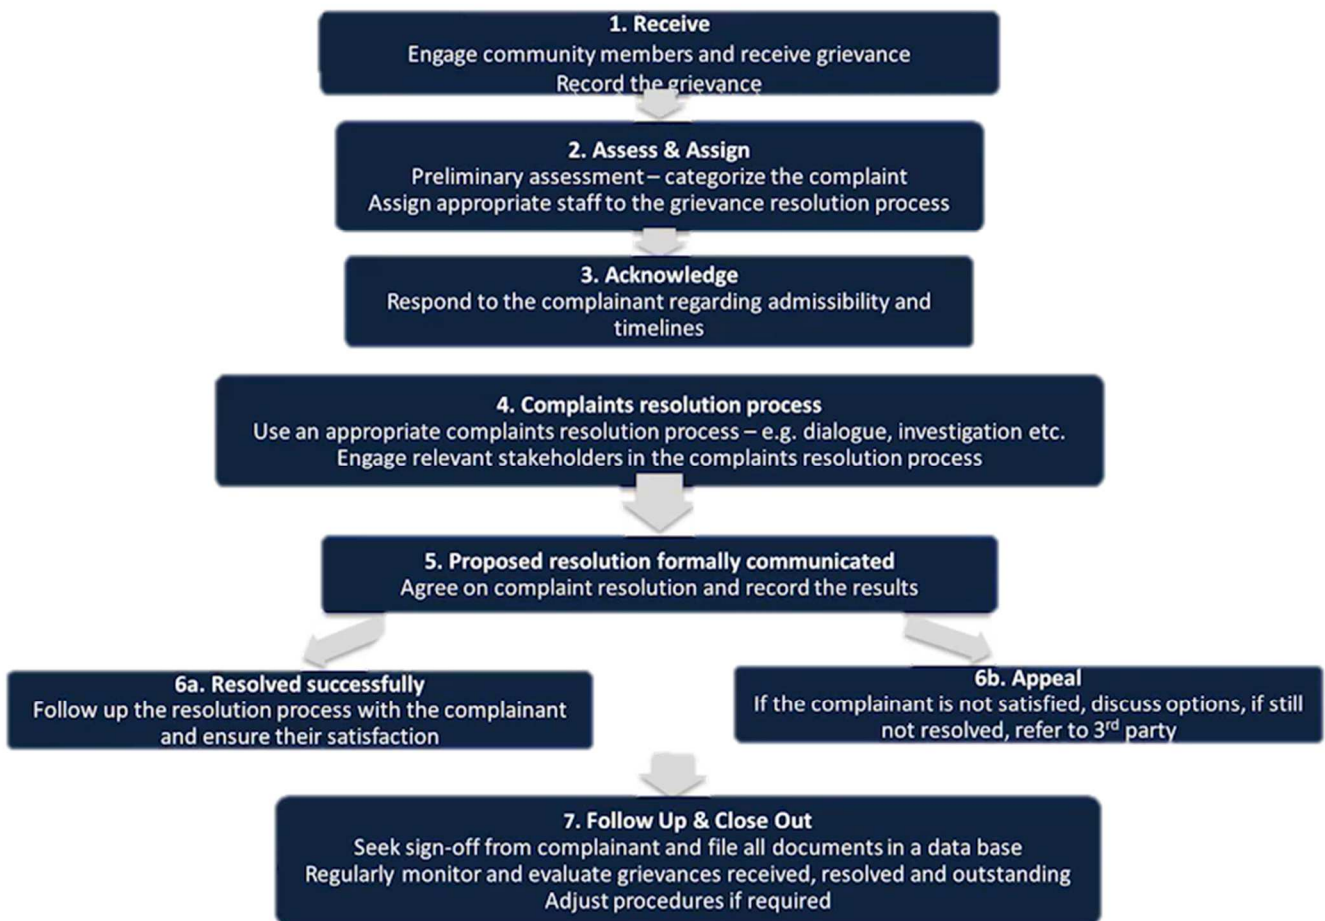 1. Receive
Engage community members and receive grievance
Record the grievance
2. Assess & Assign
Preliminary assessment – categorize the complaint
Assign appropriate staff to the grievance resolution process
3. Acknowledge
Respond to the complainant regarding admissibility and
timelines
4. Complaints resolution process
Use an appropriate complaints resolution process – e.g. dialogue, investigation etc.
Engage relevant stakeholders in the complaints resolution process
5. Proposed resolution formally communicated
Agree on complaint resolution and record the results
6a. Resolved successfully
Follow up the resolution process with the complainant
and ensure their satisfaction
6b. Appeal
If the complainant is not satisfied, discuss options, if still
not resolved, refer to 3rd party
7. Follow Up & Close Out
Seek sign-off from complainant and file all documents in a data base
Regularly monitor and evaluate grievances received, resolved and outstanding
Adjust procedures if required